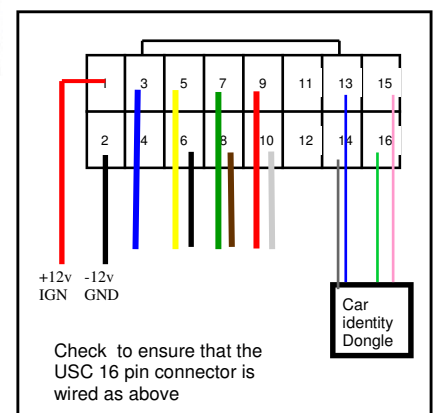 1 3 5 7 9 11 13 15
2 4 6 8 10 12 14 16
+12v -12v
IGN GND
Car
identity
Dongle
Check to ensure that the
USC 16 pin connector is
wired as above